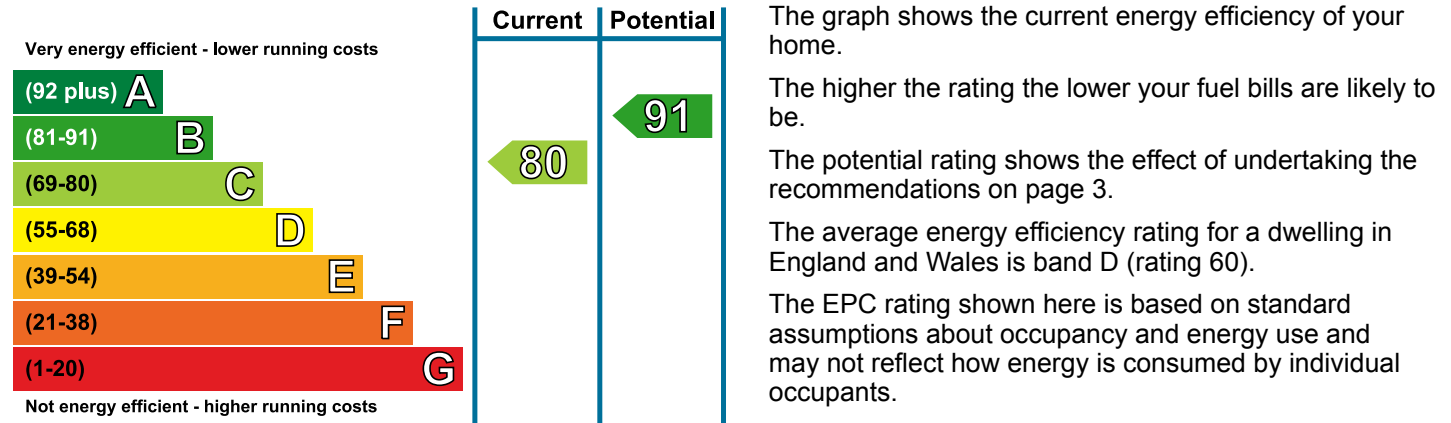 Current Potential
Very energy efficient - lower running costs
(92 plus) A
(81-91) B
(69-80) C
(55-68) D
(39-54) E
(21-38) F
(1-20) G
Not energy efficient - higher running costs
80
91
The graph shows the current energy efficiency of your
home.
The higher the rating the lower your fuel bills are likely to
be.
The potential rating shows the effect of undertaking the
recommendations on page 3.
The average energy efficiency rating for a dwelling in
England and Wales is band D (rating 60).
The EPC rating shown here is based on standard
assumptions about occupancy and energy use and
may not reflect how energy is consumed by individual
occupants.